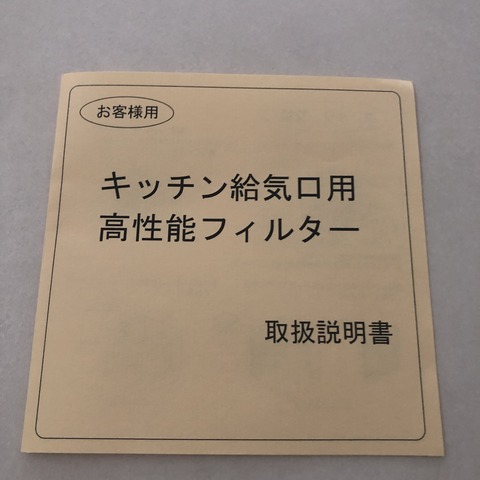 お客様用
キッチン給気口用
高性能フィルター
取扱説明書